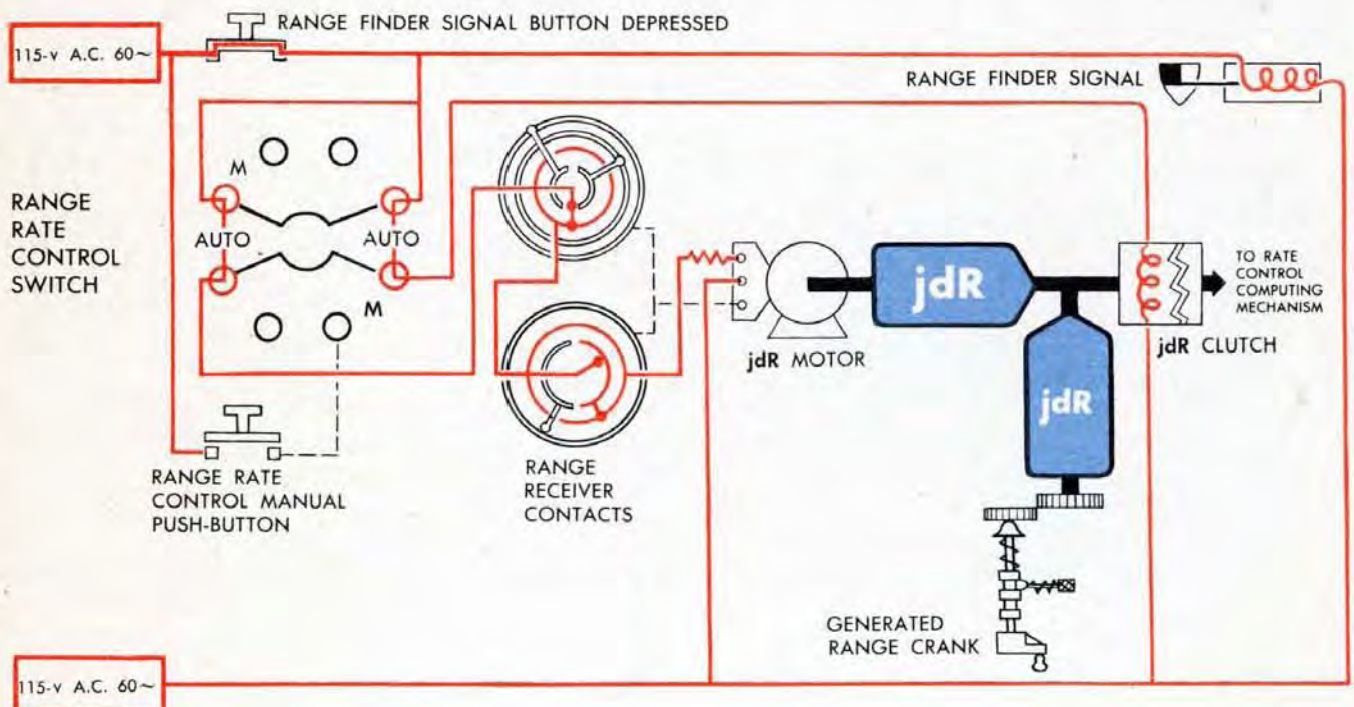 RANGE FINDER SIGNAL BUTTON DEPRESSED
115-v A.C. 60~
RANGE FINDER SIGNAL
M
RANGE
RATE
CONTROL
SWITCH
AUTO
AUTO
M
jdR
TO RATE
CONTROL
COMPUTING
MECHANISM
jdR MOTOR
jdR CLUTCH
jdR
RANGE RATE
CONTROL MANUAL
PUSH-BUTTON
RANGE
RECEIVER
CONTACTS
GENERATED
RANGE CRANK
115-v A.C. 60~